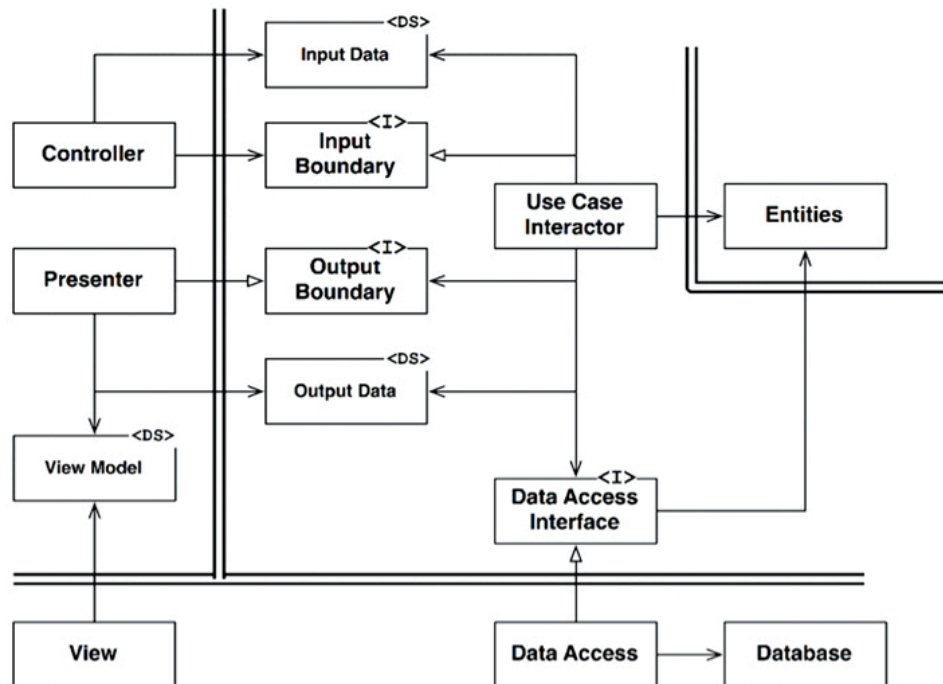 <DS>
Input Data
<I>
Controller
Input
Boundary
Use Case
Interactor
Entities
<I>
Presenter
Output
Boundary
<DS>
Output Data
<DS>
View Model
<I>
Data Access
Interface
View
Data Access
Database